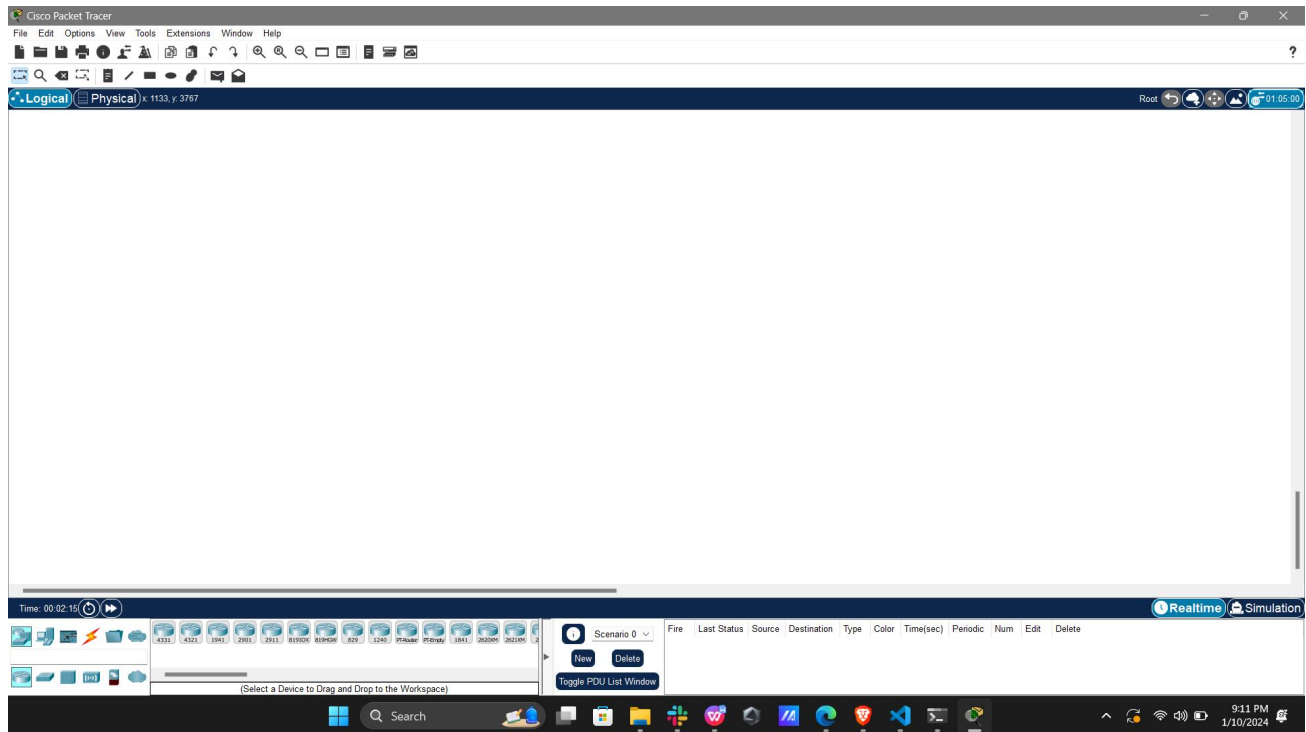 Cisco Packet Tracer
File Edit Options View Tools Extensions Window Help
?
Logical Physical x: 1133, y: 3767 Root 01:05:00
Time: 00:02:15 Realtime Simulation
4331 4321 1941 2901 2911 819IOX 819HGW 829 1240 PT-Router PT-Empty 1841 2620XM 2621XM 2
Scenario 0 Fire Last Status Source Destination Type Color Time(sec) Periodic Num Edit Delete
New Delete
Toggle PDU List Window
(Select a Device to Drag and Drop to the Workspace)
Search
9:11 PM
1/10/2024